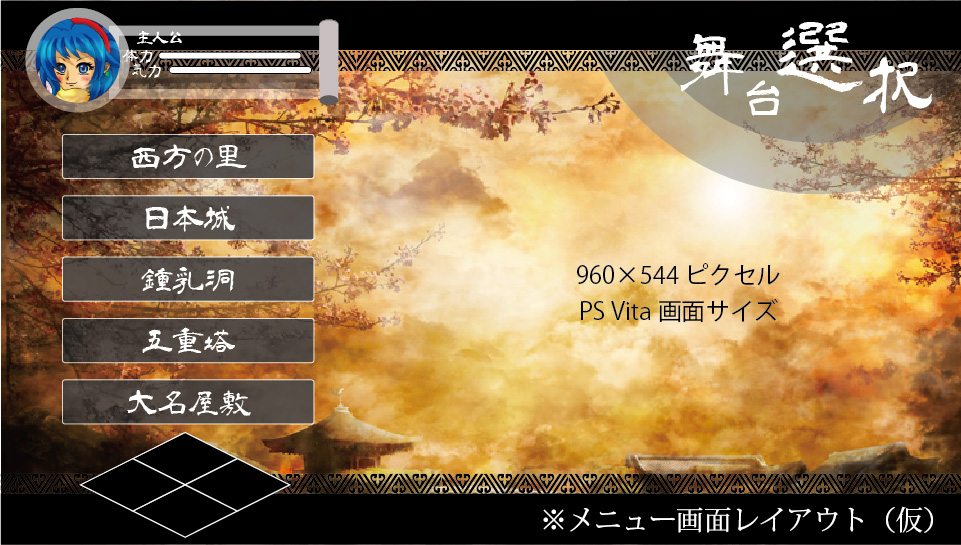 主人公
体力
気力
舞台選択
西方の里
日本城
鍾乳洞
五重塔
大名屋敷
960×544 ピクセル
PS Vita 画面サイズ
※メニュー画面レイアウト（仮）